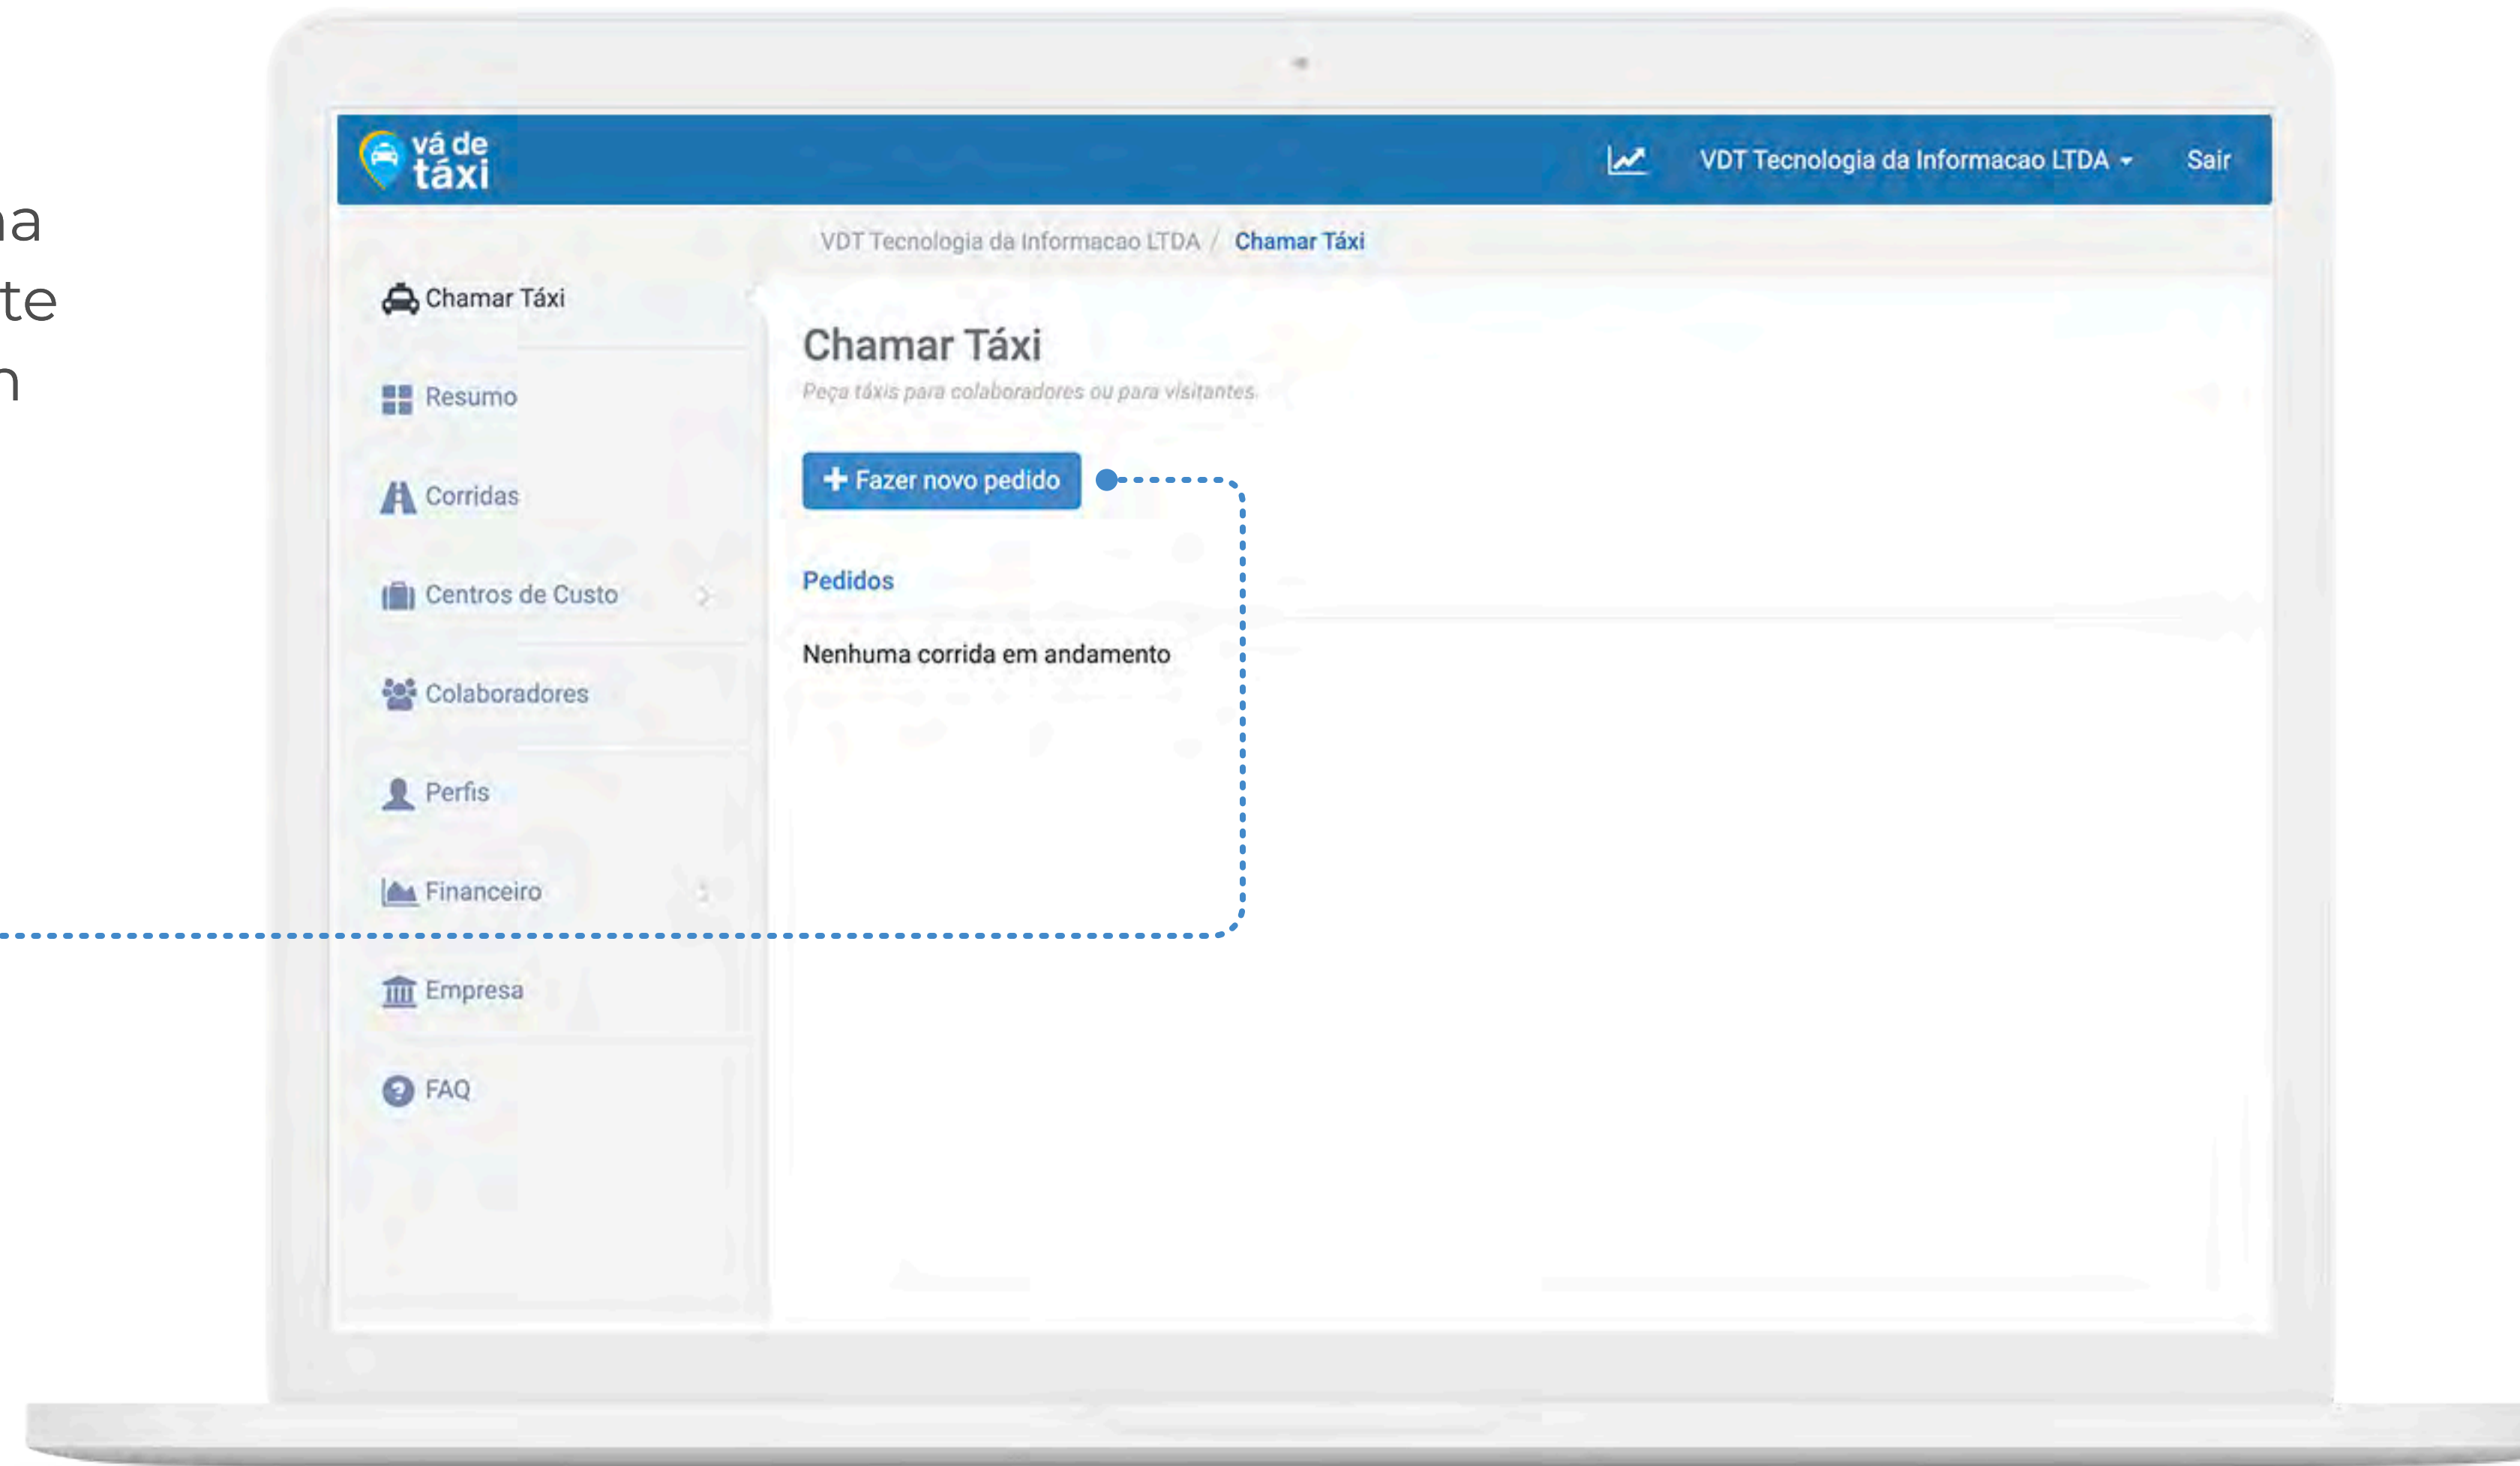 vá de
táxi
VDT Tecnologia da Informacao LTDA
Sair
VDT Tecnologia da Informacao LTDA / Chamar Táxi
Chamar Táxi
Resumo
Corridas
Centros de Custo
Colaboradores
Perfis
Financeiro
Empresa
FAQ
Chamar Táxi
Peça táxis para colaboradores ou para visitantes.
+ Fazer novo pedido
Pedidos
Nenhuma corrida em andamento